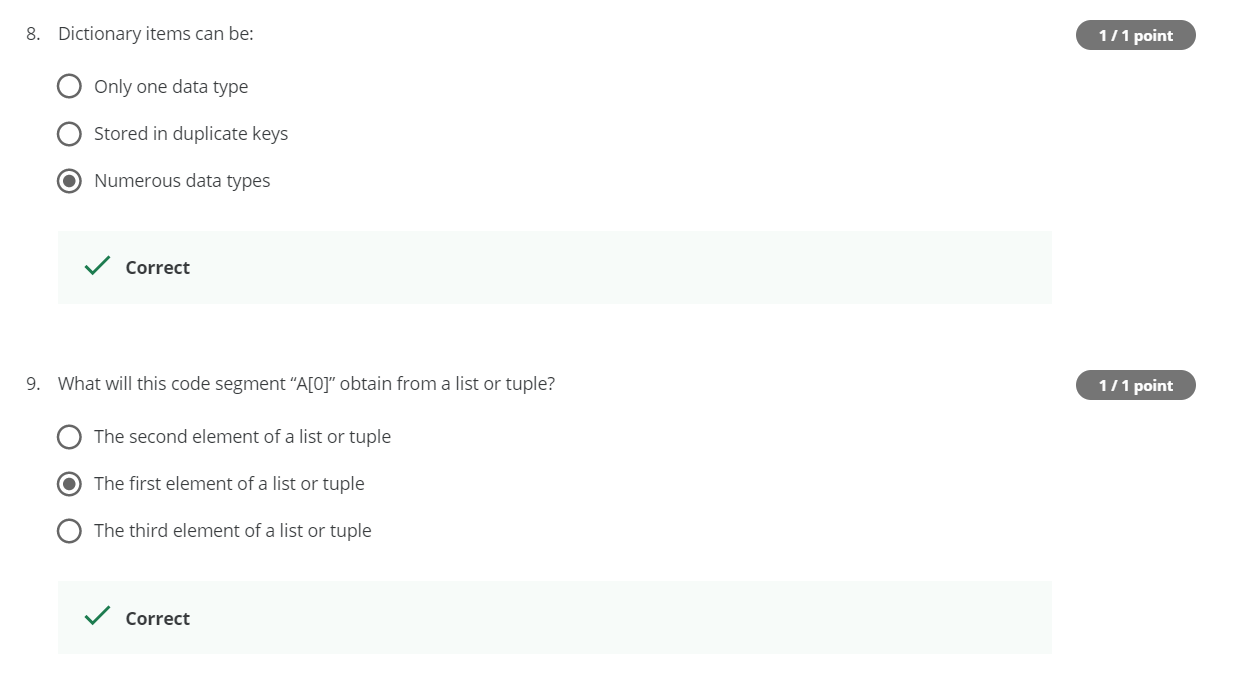 8. Dictionary items can be:
1 / 1 point
Only one data type
Stored in duplicate keys
Numerous data types
Correct
9. What will this code segment “A[0]” obtain from a list or tuple?
1 / 1 point
The second element of a list or tuple
The first element of a list or tuple
The third element of a list or tuple
Correct